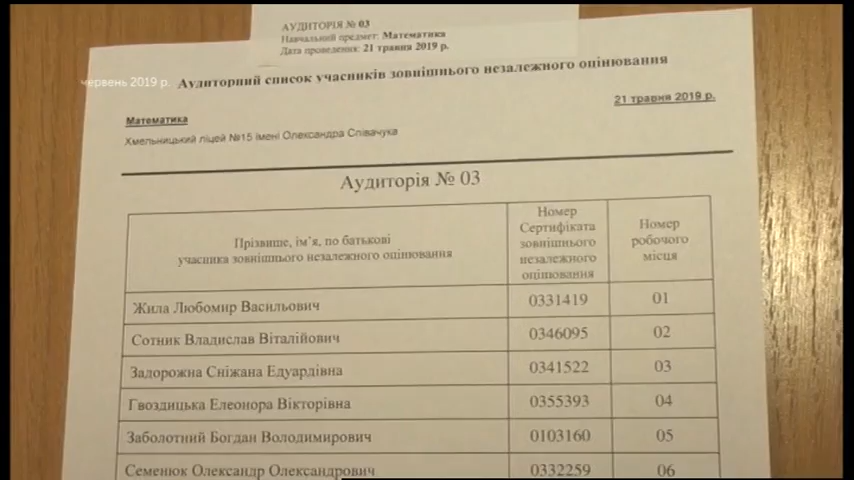 АУДИТОРІЯ № 03
Навчальний предмет: Математика
Дата проведення: 21 травня 2019 р.
червень 2019 р.
Аудиторний список учасників зовнішнього незалежного оцінювання
21 травня 2019 р.
Математика
Хмельницький ліцей №15 імені Олександра Співачука
Аудиторія № 03
Прізвище, ім’я, по батькові
учасника зовнішнього незалежного оцінювання
Номер
Сертифіката
зовнішнього
незалежного
оцінювання
Номер
робочого
місця
Жила Любомир Васильович 0331419 01
Сотник Владислав Віталійович 0346095 02
Задорожна Сніжана Едуардівна 0341522 03
Гвоздицька Елеонора Вікторівна 0355393 04
Заболотний Богдан Володимирович 0103160 05
Семенюк Олександр Олександрович 0332259 06